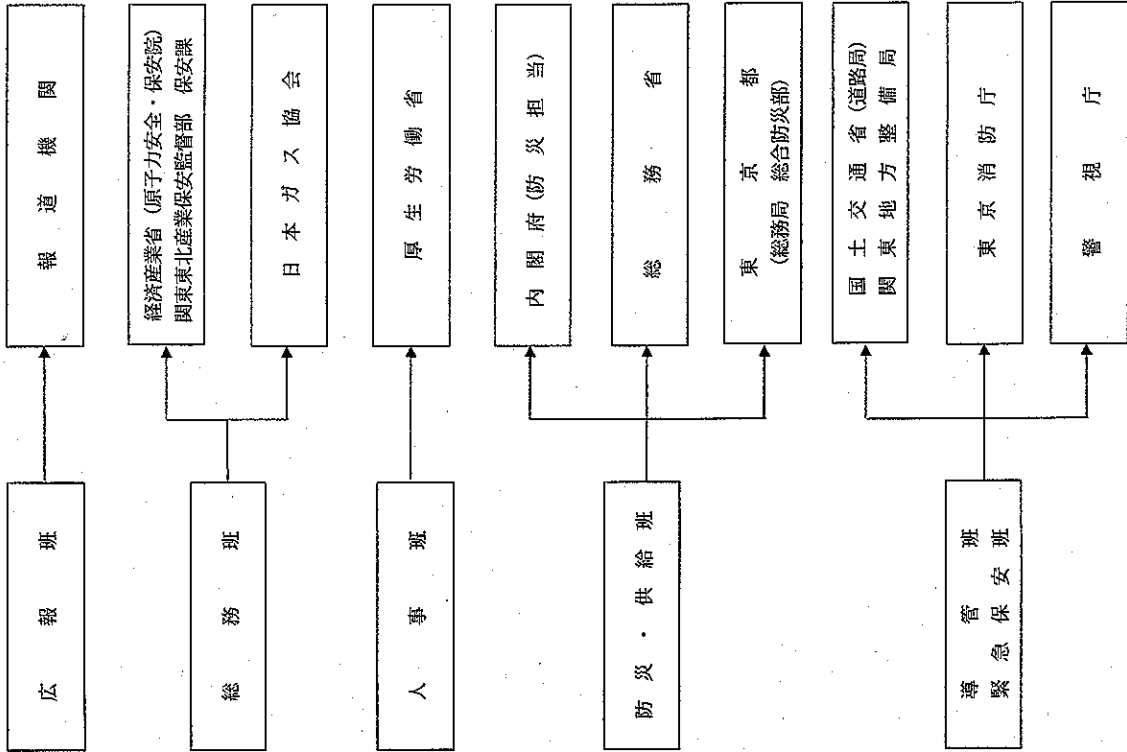 広報班
報道機関
総務班
経済産業省(原子力安全・保安院)
関東東北産業保安監督部 保安課
日本ガス協会
人事班
厚生労働省
防災・供給班
内閣府(防災担当)
総務省
東京都
(総務局 総合防災部)
導管班
緊急保安班
国土交通省(道路局)
関東地方整備局
東京消防庁
警視庁